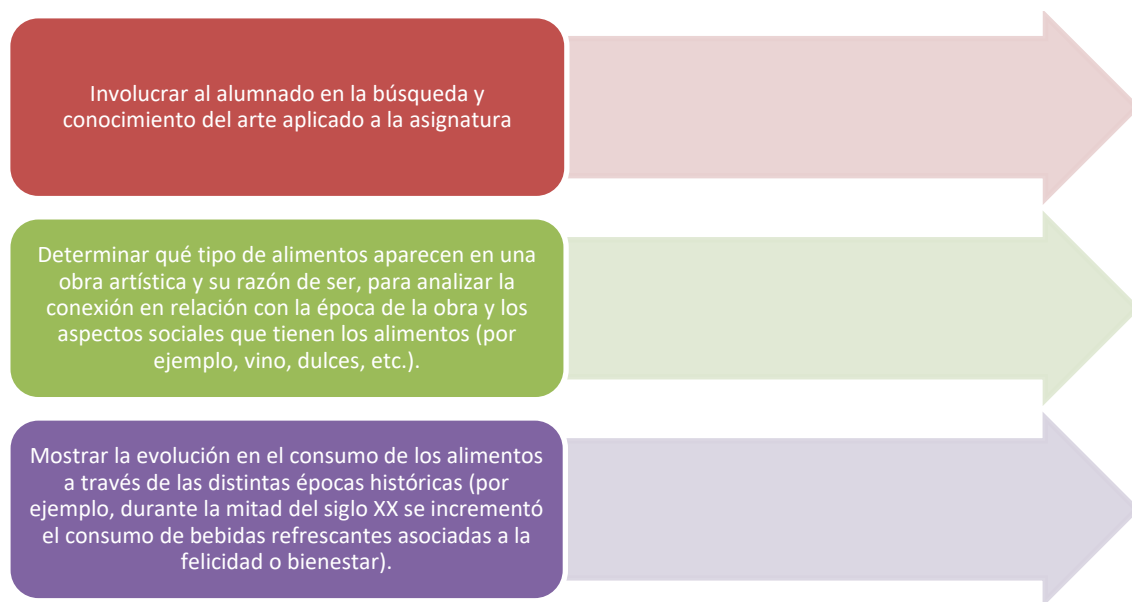 Involucrar al alumnado en la búsqueda y
conocimiento del arte aplicado a la asignatura
Determinar qué tipo de alimentos aparecen en una
obra artística y su razón de ser, para analizar la
conexión en relación con la época de la obra y los
aspectos sociales que tienen los alimentos (por
ejemplo, vino, dulces, etc.).
Mostrar la evolución en el consumo de los alimentos
a través de las distintas épocas históricas (por
ejemplo, durante la mitad del siglo XX se incrementó
el consumo de bebidas refrescantes asociadas a la
felicidad o bienestar).